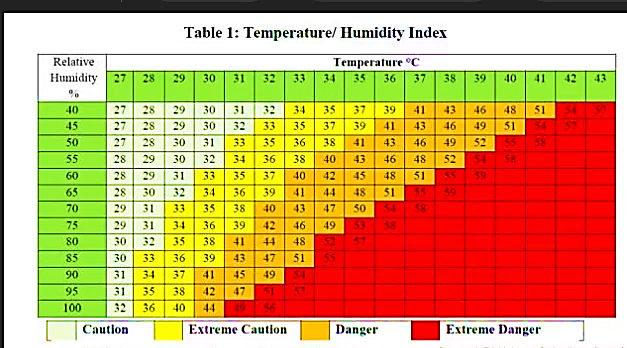 Table 1: Temperature/ Humidity Index
Relative Humidity % Temperature °C
27 28 29 30 31 32 33 34 35 36 37 38 39 40 41 42 43
40 27 28 29 30 31 32 34 35 37 39 41 43 46 48 51 54 57
45 27 28 29 30 32 33 35 37 39 41 43 46 49 51 54 57
50 27 28 30 31 33 35 36 38 41 43 46 49 52 55 58
55 28 29 30 32 34 36 38 40 43 46 48 52 54 58
60 28 29 31 33 35 37 40 42 45 48 51 55 59
65 28 30 32 34 36 39 41 44 48 51 55 59
70 29 31 33 35 38 40 43 47 50 54 58
75 29 31 34 36 39 42 46 49 53 58
80 30 32 35 38 41 44 48 52 57
85 30 33 36 39 43 47 51 55
90 31 34 37 41 45 49 54
95 31 35 38 42 47 51 57
100 32 36 40 44 49 56
Caution Extreme Caution Danger Extreme Danger